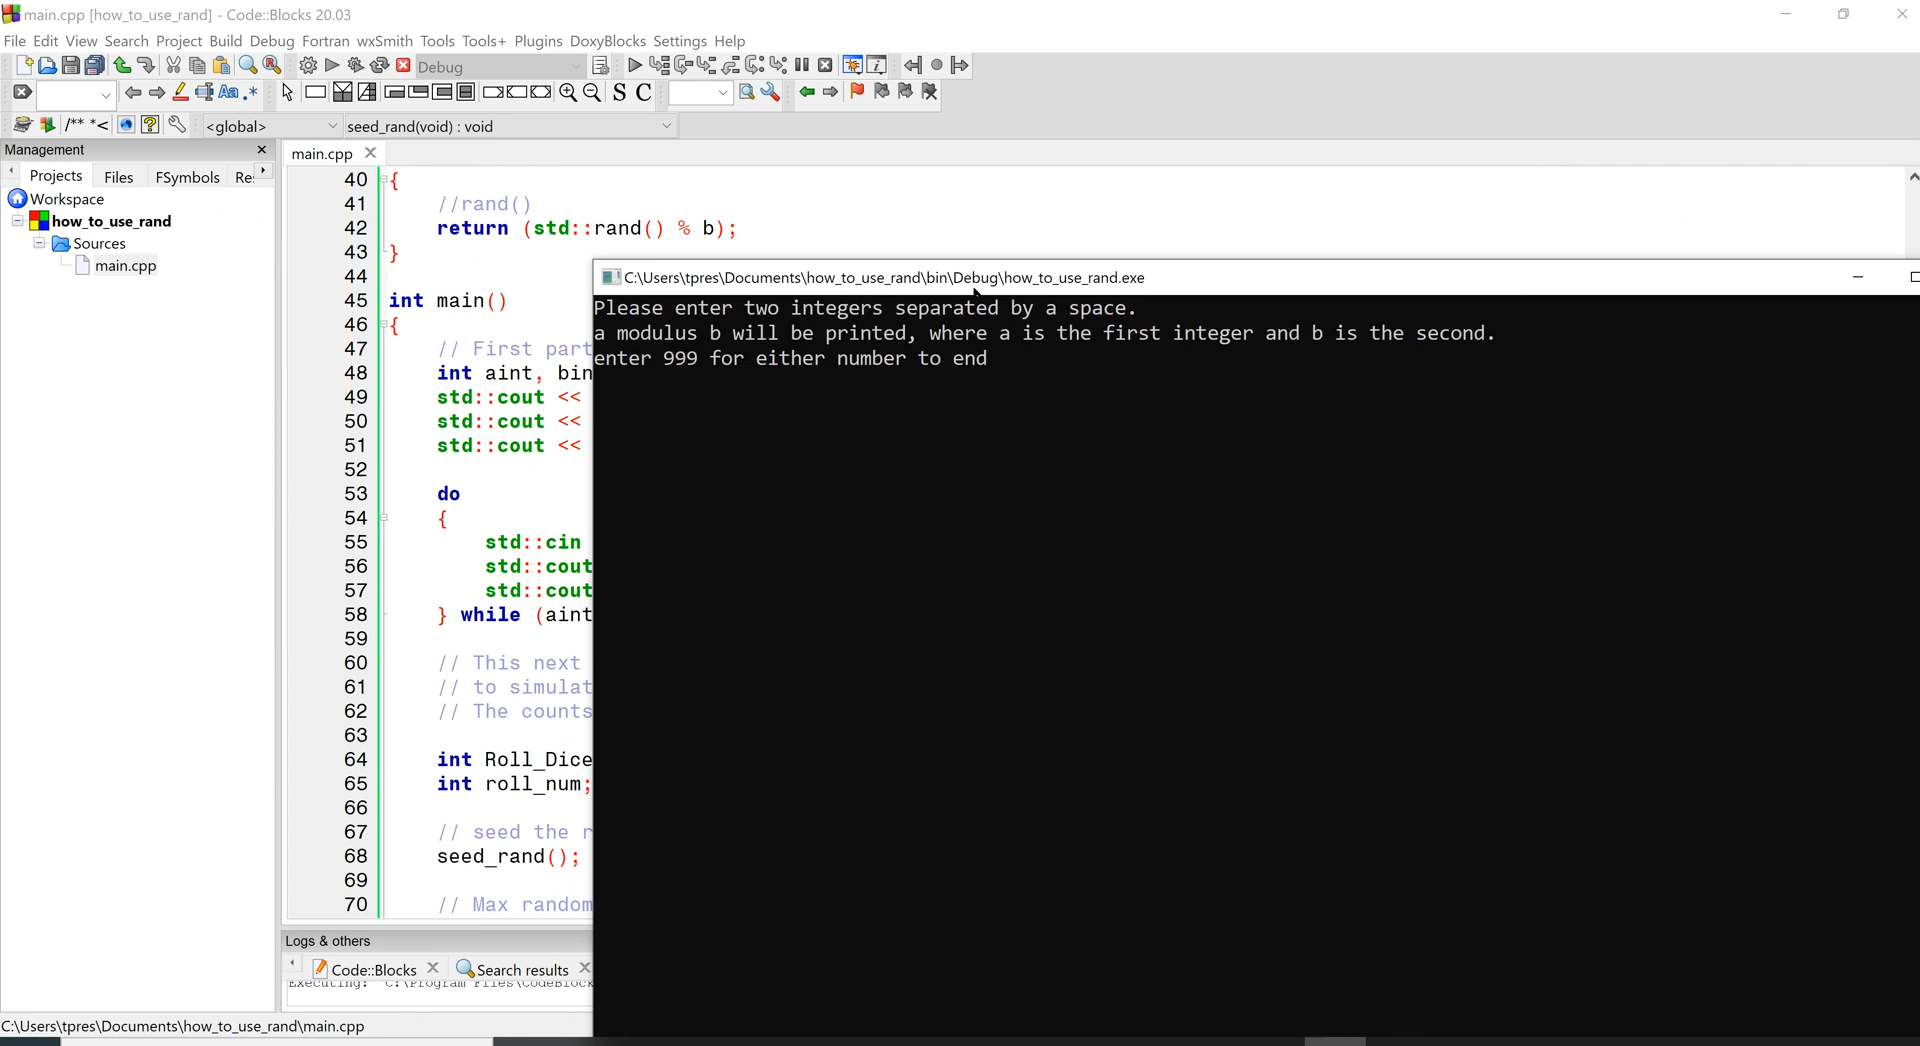 main.cpp [how_to_use_rand] - Code::Blocks 20.03
File Edit View Search Project Build Debug Fortran wxSmith Tools Tools+ Plugins DoxyBlocks Settings Help
Debug
S C
/** *<
<global>
seed_rand(void) : void
Management
Projects Files FSymbols Re
Workspace
how_to_use_rand
Sources
main.cpp
main.cpp
40 {
41 //rand()
42 return (std::rand() % b);
43 }
44
45 int main()
46 {
47 // First part
48 int aint, bin
49 std::cout <<
50 std::cout <<
51 std::cout <<
52
53 do
54 {
55 std::cin
56 std::cout
57 std::cout
58 } while (aint
59
60 // This next
61 // to simulat
62 // The counts
63
64 int Roll_Dice
65 int roll_num;
66
67 // seed the r
68 seed_rand();
69
70 // Max random
C:\Users\tpres\Documents\how_to_use_rand\bin\Debug\how_to_use_rand.exe
Please enter two integers separated by a space.
a modulus b will be printed, where a is the first integer and b is the second.
enter 999 for either number to end
Logs & others
Code::Blocks
Search results
Executing: C:\Program Files\CodeBlock
C:\Users\tpres\Documents\how_to_use_rand\main.cpp